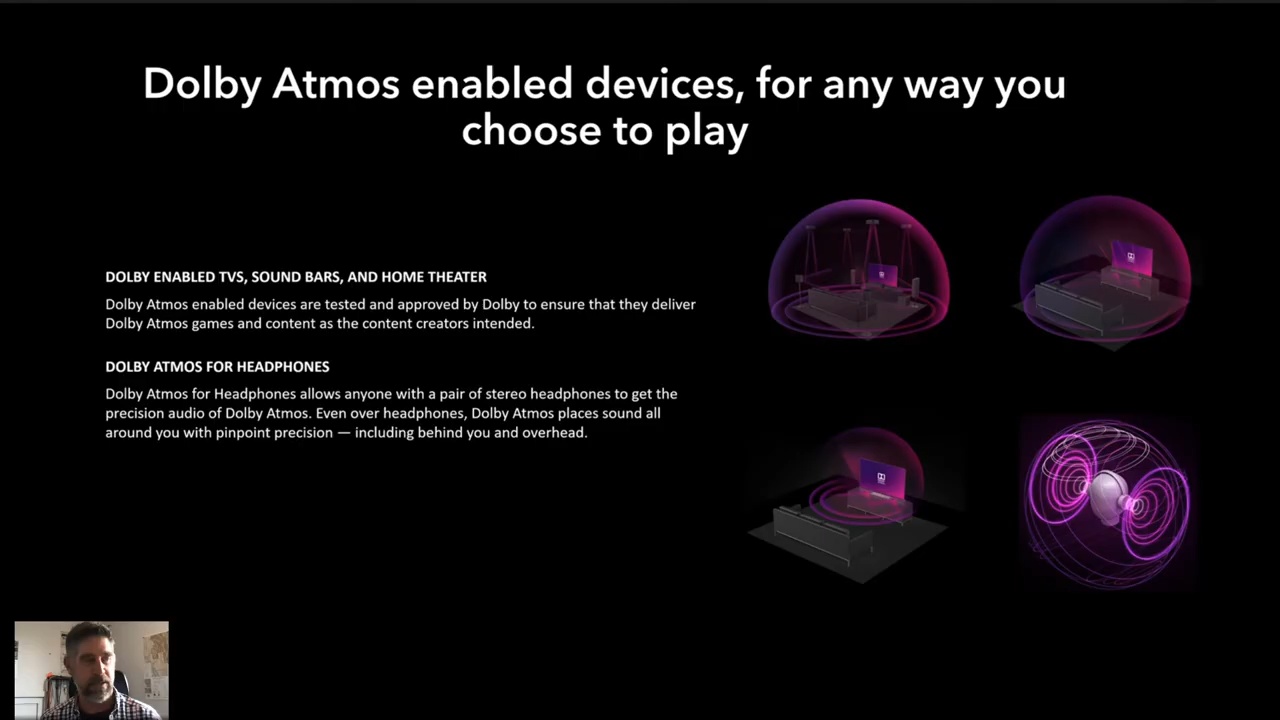 Dolby Atmos enabled devices, for any way you
choose to play
DOLBY ENABLED TVS, SOUND BARS, AND HOME THEATER
Dolby Atmos enabled devices are tested and approved by Dolby to ensure that they deliver
Dolby Atmos games and content as the content creators intended.
DOLBY ATMOS FOR HEADPHONES
Dolby Atmos for Headphones allows anyone with a pair of stereo headphones to get the
precision audio of Dolby Atmos. Even over headphones, Dolby Atmos places sound all
around you with pinpoint precision — including behind you and overhead.